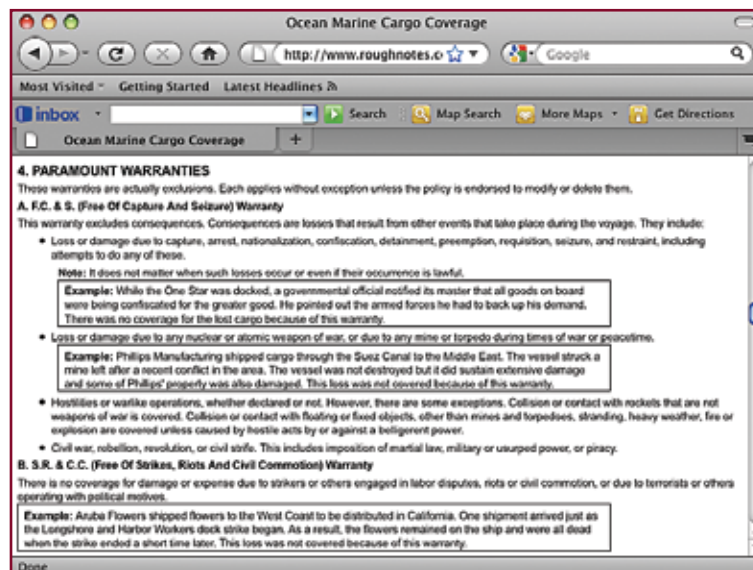 Ocean Marine Cargo Coverage
http://www.roughnotes.c
Google
Most Visited Getting Started Latest Headlines
inbox Search Map Search More Maps Get Directions
Ocean Marine Cargo Coverage +
4. PARAMOUNT WARRANTIES
These warranties are actually exclusions. Each applies without exception unless the policy is endorsed to modify or delete them.
A. F.C. & S. (Free Of Capture And Seizure) Warranty
This warranty excludes consequences. Consequences are losses that result from other events that take place during the voyage. They include:
• Loss or damage due to capture, arrest, nationalization, confiscation, detainment, preemption, requisition, seizure, and restraint, including
attempts to do any of these.
Note: It does not matter when such losses occur or even if their occurrence is lawful.
Example: While the One Star was docked, a governmental official notified its master that all goods on board
were being confiscated for the greater good. He pointed out the armed forces he had to back up his demand.
There was no coverage for the lost cargo because of this warranty.
• Loss or damage due to any nuclear or atomic weapon of war, or due to any mine or torpedo during times of war or peacetime.
Example: Phillips Manufacturing shipped cargo through the Suez Canal to the Middle East. The vessel struck a
mine left after a recent conflict in the area. The vessel was not destroyed but it did sustain extensive damage
and some of Phillips' property was also damaged. This loss was not covered because of this warranty.
• Hostilities or warlike operations, whether declared or not. However, there are some exceptions. Collision or contact with rockets that are not
weapons of war is covered. Collision or contact with floating or fixed objects, other than mines and torpedoes, stranding, heavy weather, fire or
explosion are covered unless caused by hostile acts by or against a belligerent power.
• Civil war, rebellion, revolution, or civil strife. This includes imposition of martial law, military or usurped power, or piracy.
B. S.R. & C.C. (Free Of Strikes, Riots And Civil Commotion) Warranty
There is no coverage for damage or expense due to strikers or others engaged in labor disputes, riots or civil commotion, or due to terrorists or others
operating with political motives.
Example: Aruba Flowers shipped flowers to the West Coast to be distributed in California. One shipment arrived just as
the Longshore and Harbor Workers dock strike began. As a result, the flowers remained on the ship and were all dead
when the strike ended a short time later. This loss was not covered because of this warranty.
Done